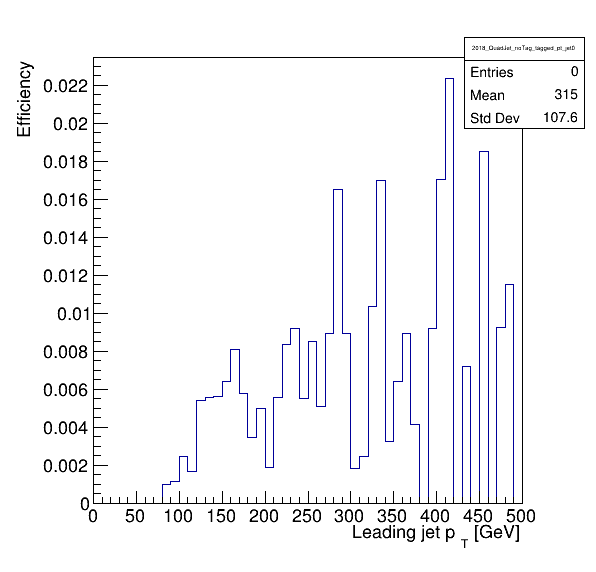 2018_QuadJet_noTag_tagged_pt_jet0
Entries 0
Mean 315
Std Dev 107.6
Efficiency
0.022
0.02
0.018
0.016
0.014
0.012
0.01
0.008
0.006
0.004
0.002
0
0 50 100 150 200 250 300 350 400 450 500
Leading jet p T [GeV]